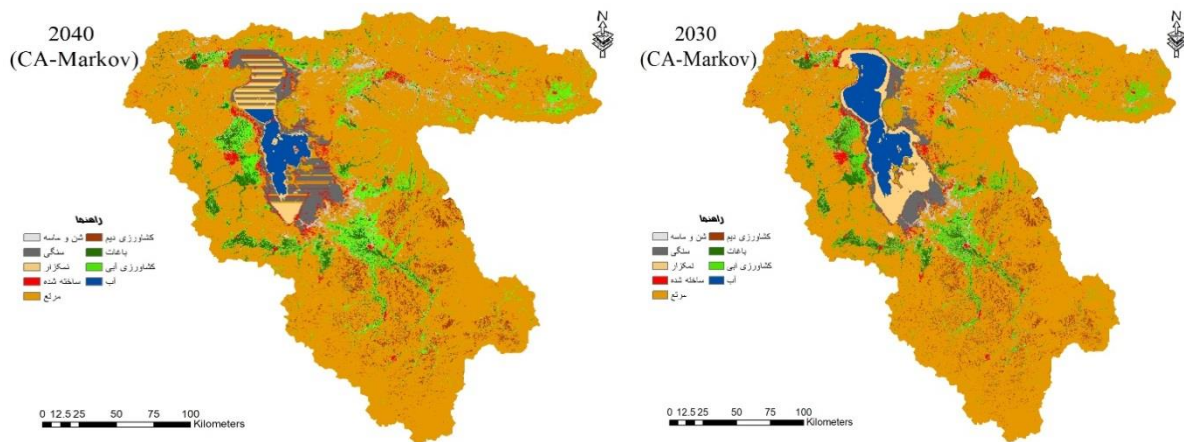 2040
(CA-Markov)
N
راهنما
شن و ماسه
کشاورزی دیم
سنگی
باغات
نمکزار
کشاورزی آبی
ساخته شده
آب
مرتع
0 12.5 25 50 75 100
Kilometers
2030
(CA-Markov)
N
راهنما
شن و ماسه
کشاورزی دیم
سنگی
باغات
نمکزار
کشاورزی آبی
ساخته شده
آب
مرتع
0 12.5 25 50 75 100
Kilometers